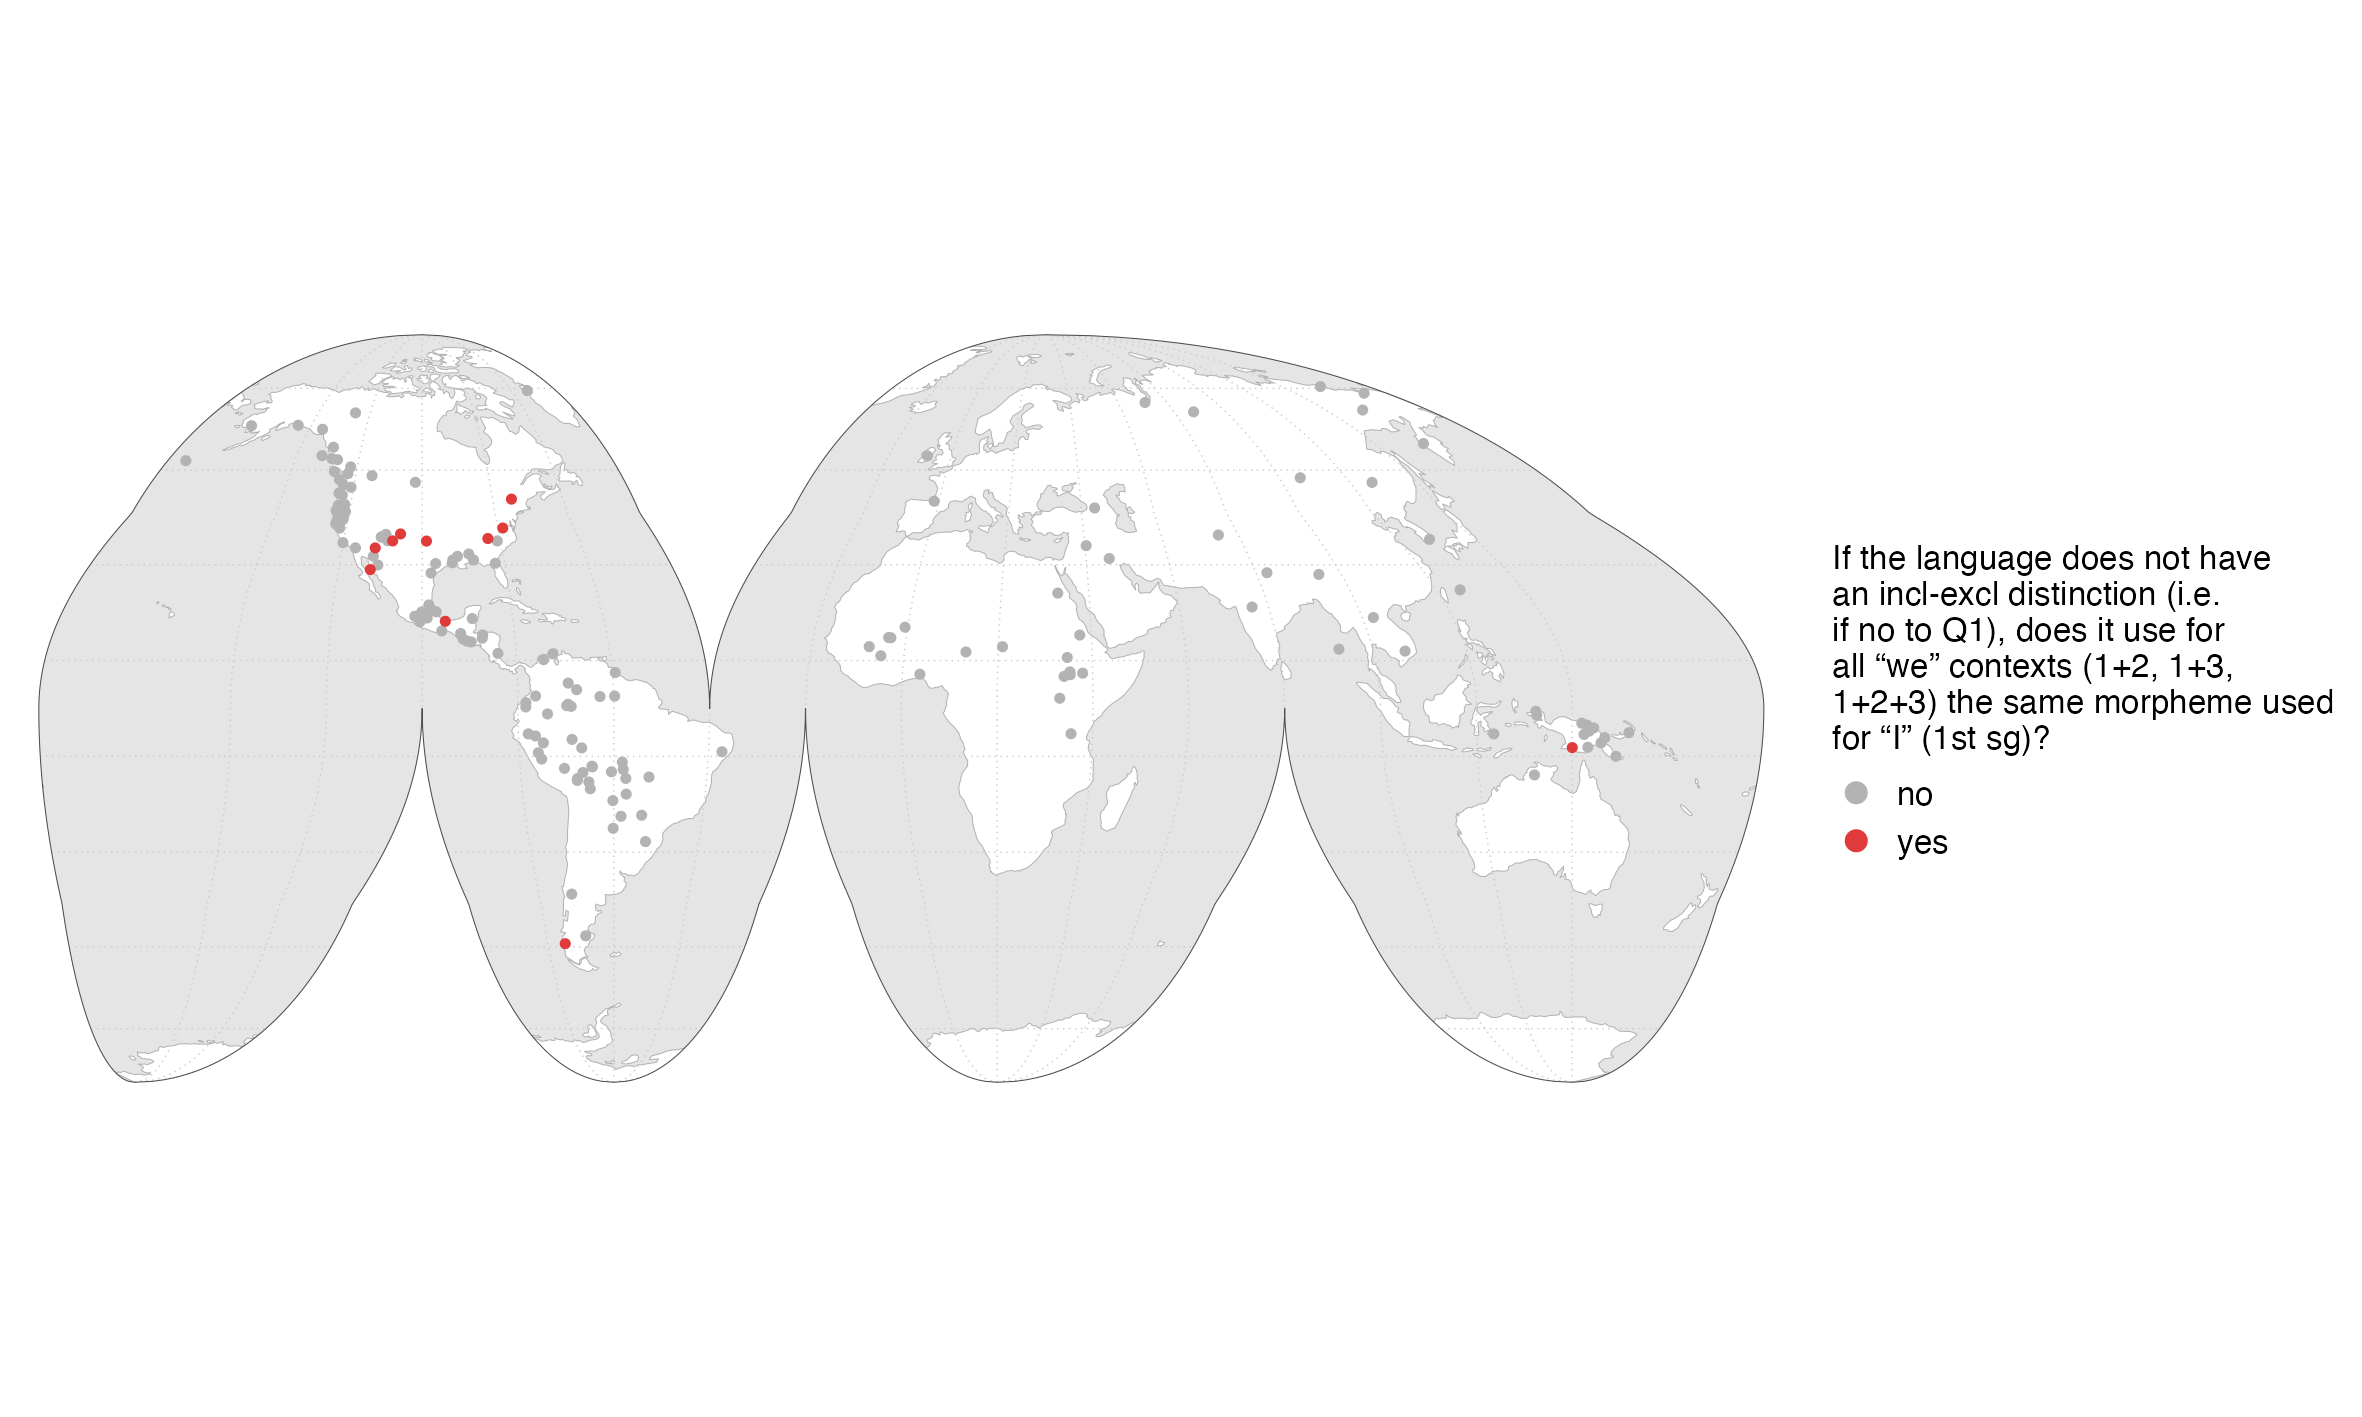 If the language does not have
an incl-excl distinction (i.e.
if no to Q1), does it use for
all “we” contexts (1+2, 1+3,
1+2+3) the same morpheme used
for “I” (1st sg)?
no
yes